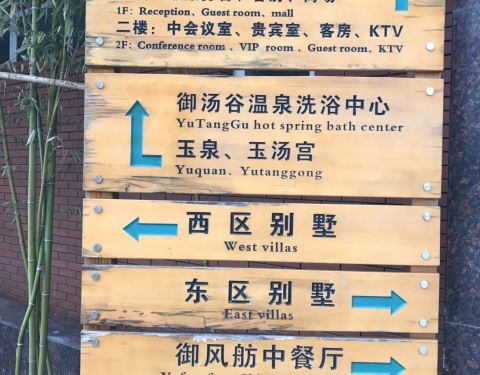 1F: Reception、Guest room、mall
二楼：中会议室、贵宾室、客房、KTV
2F: Conference room、VIP room、Guest room、KTV
御汤谷温泉洗浴中心
YuTangGu hot spring bath center
玉泉、玉汤宫
Yuquan、Yutanggong
西区别墅
West villas
东区别墅
East villas
御风舫中餐厅